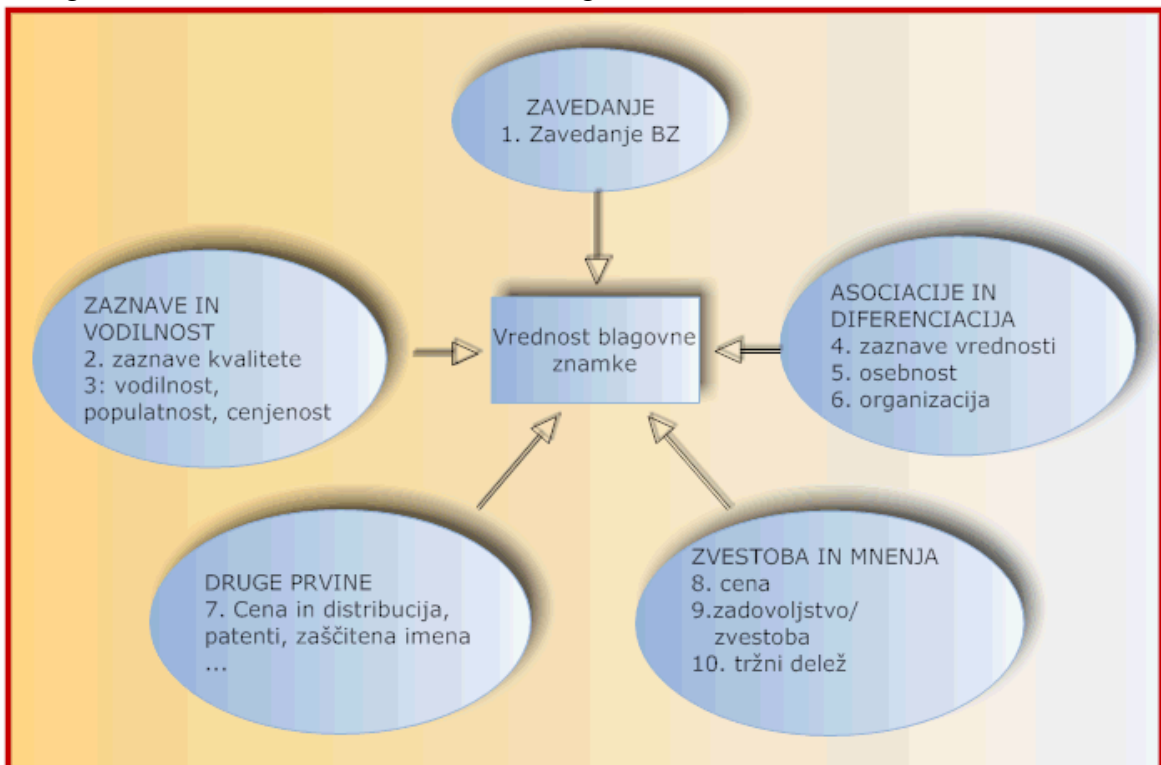 ZAVEDANJE
1. Zavedanje BZ
ZAZNAVE IN
VODILNOST
2. zaznave kvalitete
3: vodilnost,
populatnost, cenjenost
Vrednost blagovne
znamke
ASOCIACIJE IN
DIFERENCIACIJA
4. zaznave vrednosti
5. osebnost
6. organizacija
DRUGE PRVINE
7. Cena in distribucija,
patenti, zaščitena imena
...
ZVESTOBA IN MNENJA
8. cena
9.zadovoljstvo/
zvestoba
10. tržni delež